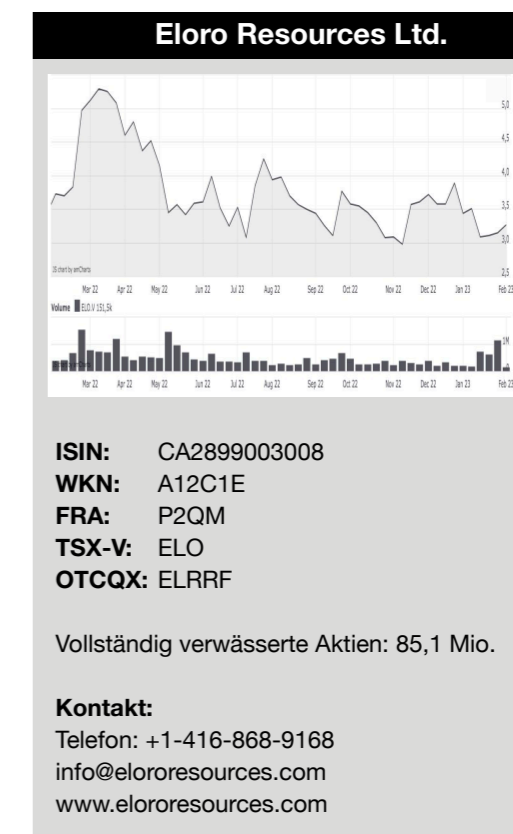 Eloro Resources Ltd.
5,0
4,5
4,0
3,5
3,0
2,5
JS chart by amCharts
Mar 22 Apr 22 May 22 Jun 22 Jul 22 Aug 22 Sep 22 Oct 22 Nov 22 Dec 22 Jan 23 Feb 23
Volume ELO.V 151,5k
1M
0
Mar 22 Apr 22 May 22 Jun 22 Jul 22 Aug 22 Sep 22 Oct 22 Nov 22 Dec 22 Jan 23 Feb 23
ISIN: CA2899003008
WKN: A12C1E
FRA: P2QM
TSX-V: ELO
OTCQX: ELRRF
Vollständig verwässerte Aktien: 85,1 Mio.
Kontakt:
Telefon: +1-416-868-9168
info@elororesources.com
www.elororesources.com